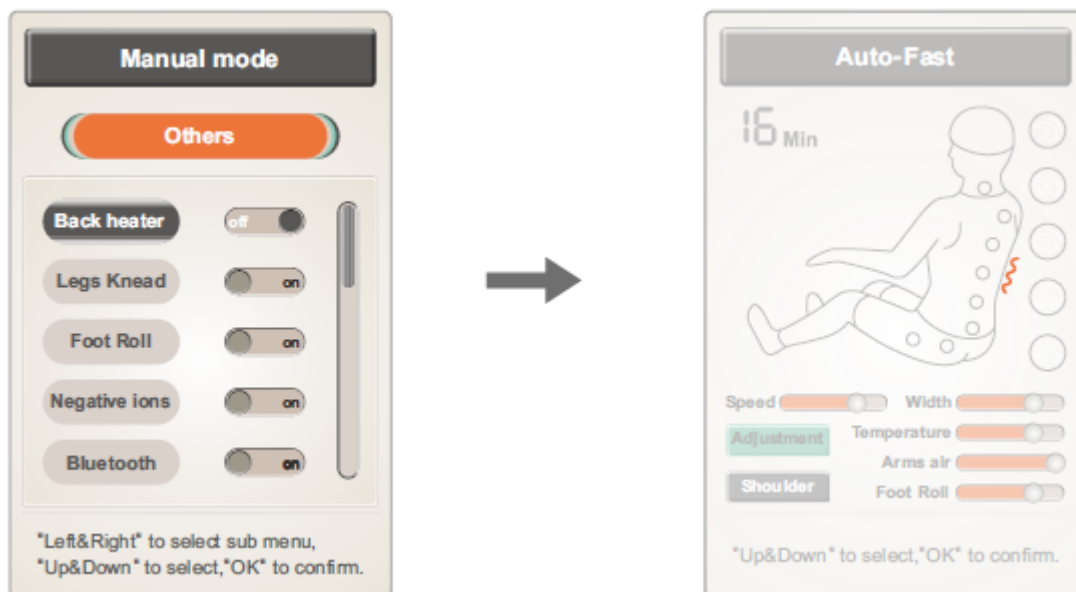 Manual mode
Others
Back heater off
Legs Knead on
Foot Roll on
Negative ions on
Bluetooth on
"Left&Right" to select sub menu,
"Up&Down" to select,"OK" to confirm.
Auto-Fast
16 Min
Speed Width
Adjustment Temperature
Arms air
Shoulder Foot Roll
"Up&Down" to select,"OK" to confirm.